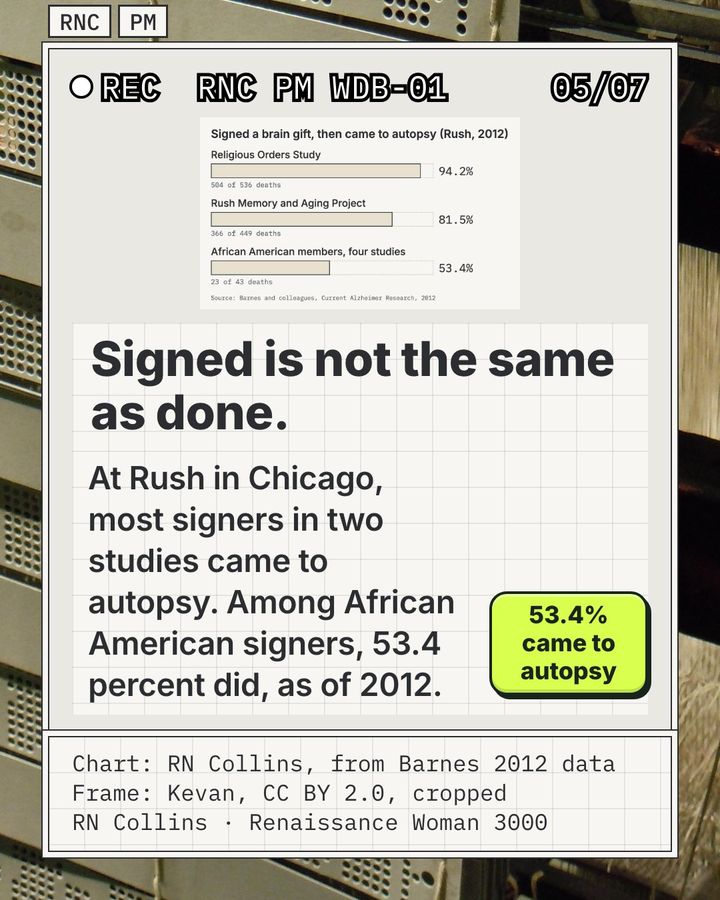 RNC PM
REC RNC PM WDB-01 05/07
Signed a brain gift, then came to autopsy (Rush, 2012)
Religious Orders Study
94.2%
504 of 536 deaths
Rush Memory and Aging Project
81.5%
366 of 449 deaths
African American members, four studies
53.4%
23 of 43 deaths
Source: Barnes and colleagues, Current Alzheimer Research, 2012
Signed is not the same
as done.
At Rush in Chicago,
most signers in two
studies came to
autopsy. Among African
American signers, 53.4
percent did, as of 2012.
53.4%
came to
autopsy
Chart: RN Collins, from Barnes 2012 data
Frame: Kevan, CC BY 2.0, cropped
RN Collins · Renaissance Woman 3000